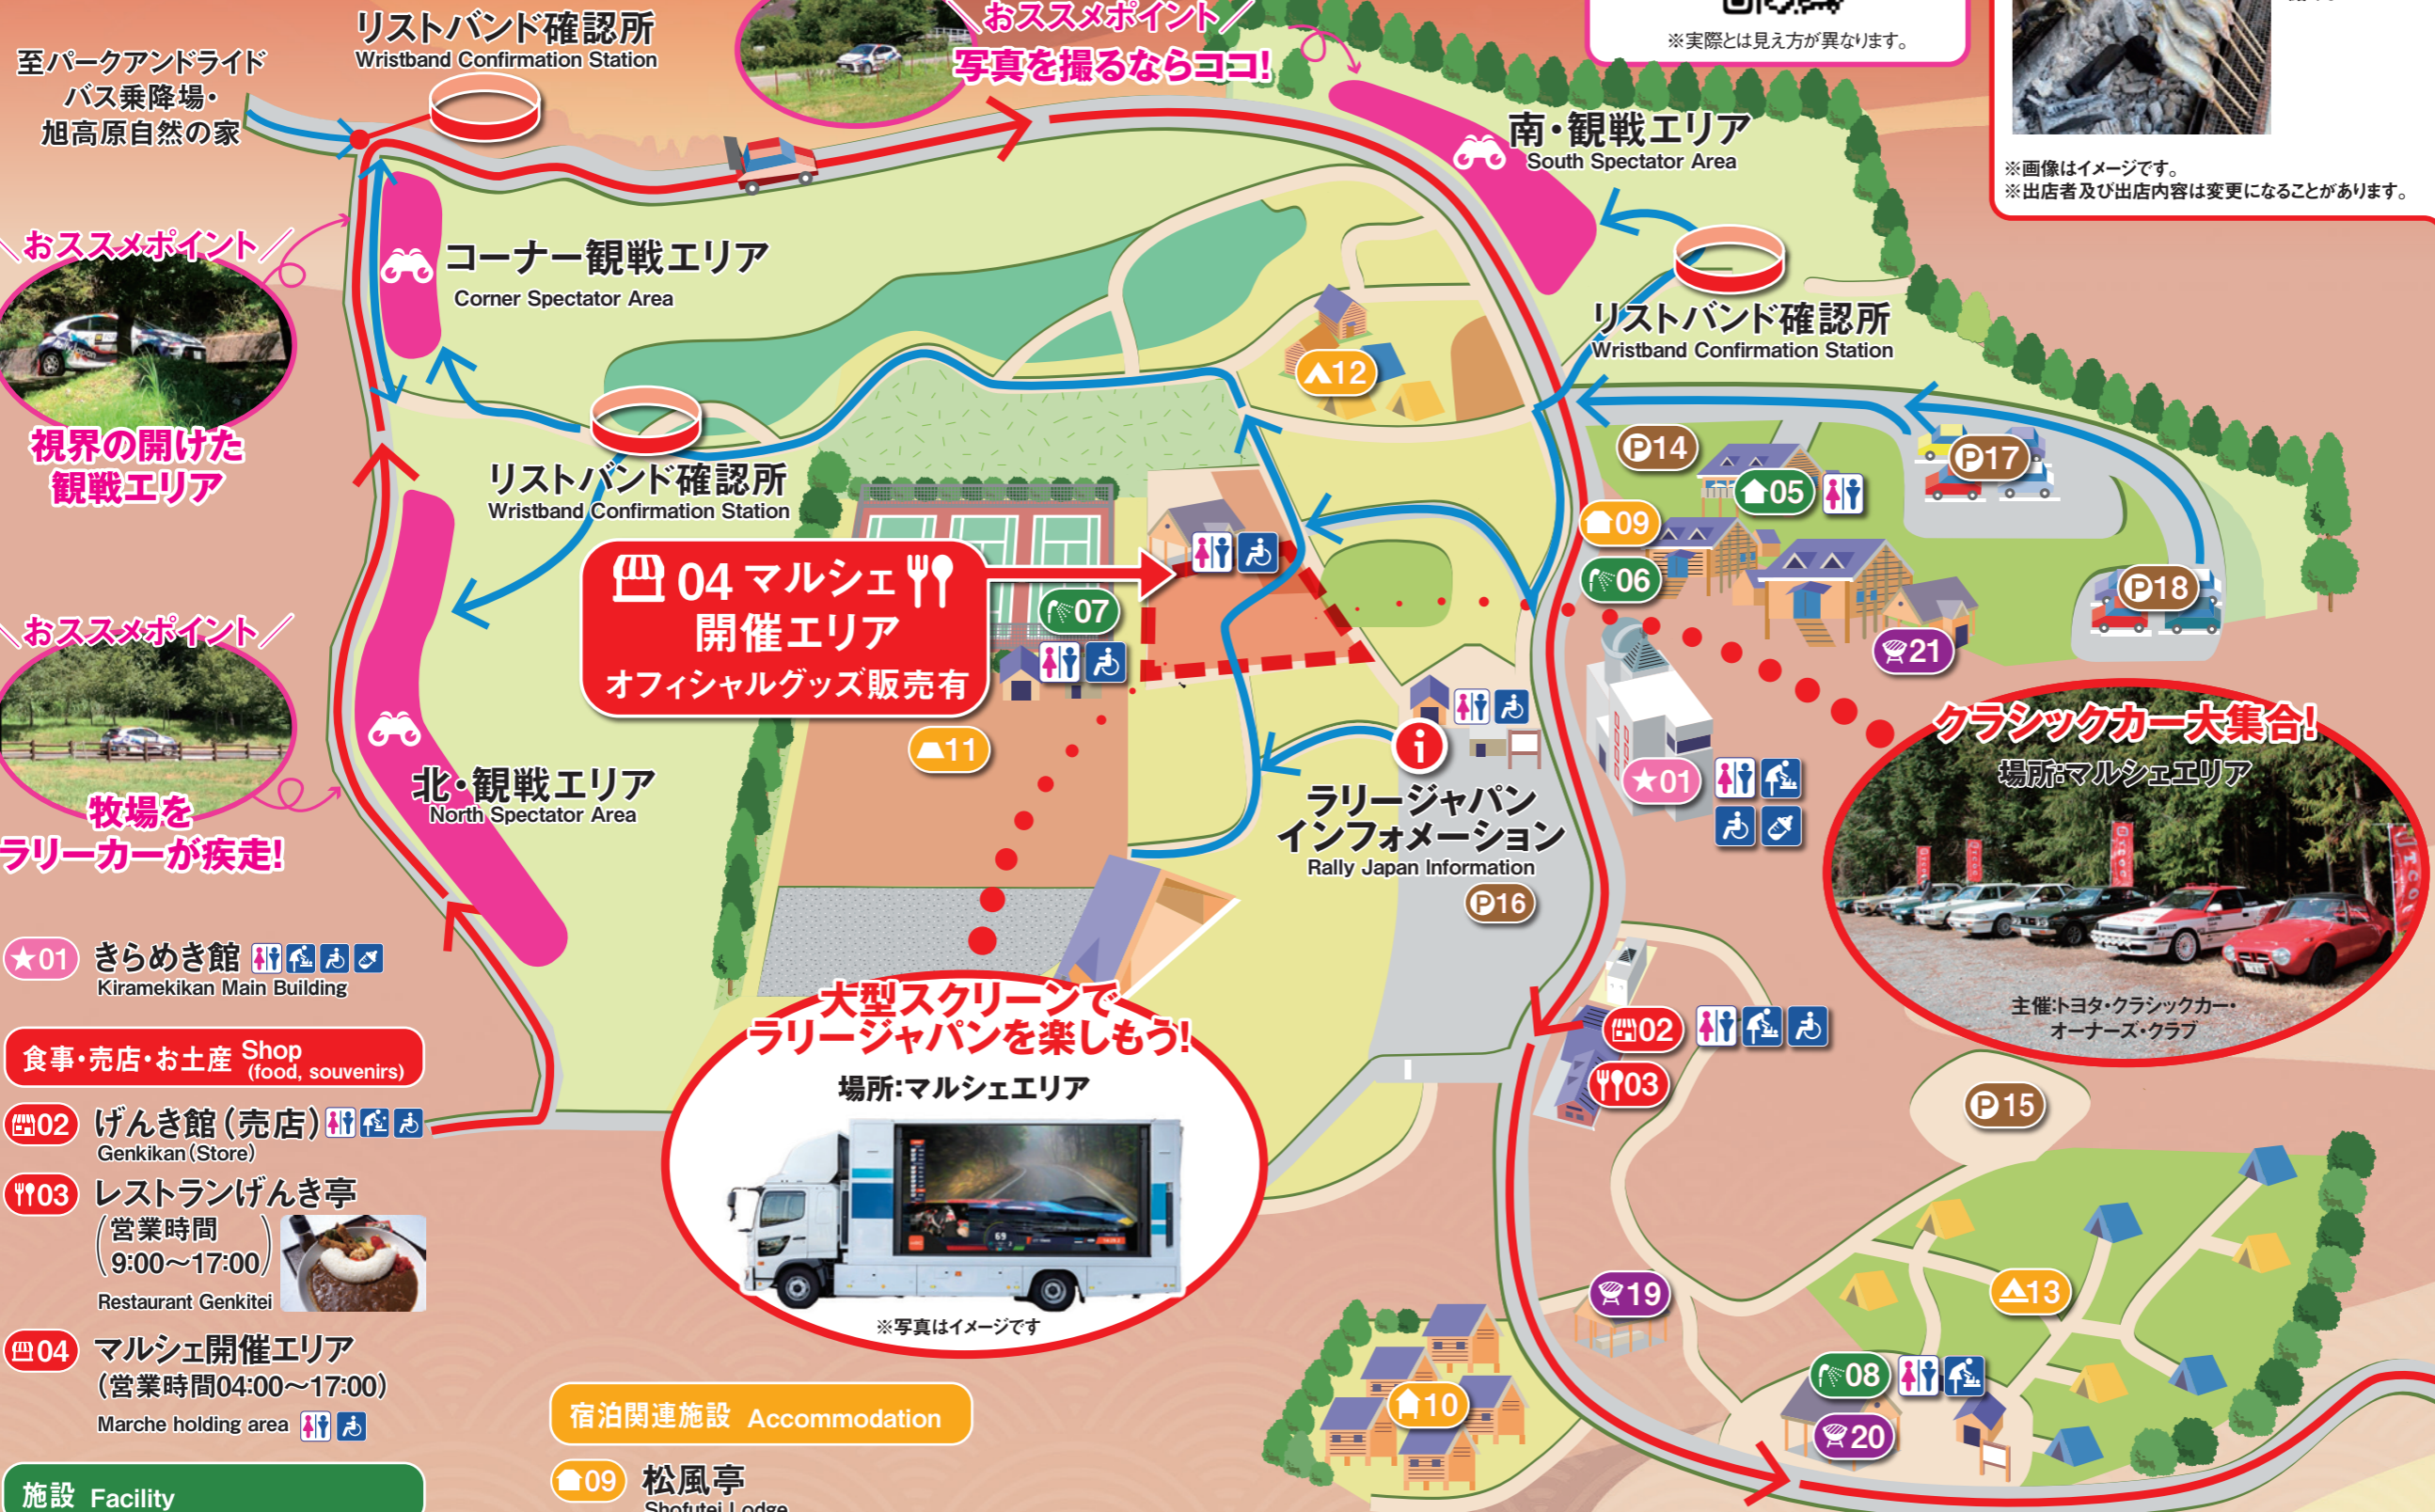 至パークアンドライド
バス乗降場・
旭高原自然の家
リストバンド確認所
Wristband Confirmation Station
おススメポイント
写真を撮るならココ!
※実際とは見え方が異なります。
※画像はイメージです。
※出店者及び出店内容は変更になることがあります。
南・観戦エリア
South Spectator Area
リストバンド確認所
Wristband Confirmation Station
おススメポイント
視界の開けた
観戦エリア
コーナー観戦エリア
Corner Spectator Area
リストバンド確認所
Wristband Confirmation Station
12
P14
05
P17
09
06
P18
21
04 マルシェ
開催エリア
オフィシャルグッズ販売有
07
11
おススメポイント
牧場を
ラリーカーが疾走!
北・観戦エリア
North Spectator Area
i
ラリージャパン
インフォメーション
Rally Japan Information
P16
★01
クラシックカー大集合!
場所:マルシェエリア
主催:トヨタ・クラシックカー・
オーナーズ・クラブ
02
03
P15
大型スクリーンで
ラリージャパンを楽しもう!
場所:マルシェエリア
69
※写真はイメージです
19
13
08
20
10
★01 きらめき館
Kiramekikan Main Building
食事・売店・お土産 Shop
(food, souvenirs)
02 げんき館(売店)
Genkikan(Store)
03 レストランげんき亭
(営業時間
9:00〜17:00)
Restaurant Genkitei
04 マルシェ開催エリア
(営業時間04:00〜17:00)
Marche holding area
施設 Facility
宿泊関連施設 Accommodation
09 松風亭
Shofutei Lodge